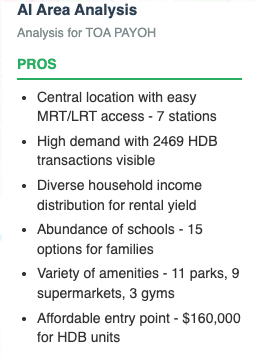 AI Area Analysis
Analysis for TOA PAYOH
PROS
• Central location with easy
MRT/LRT access - 7 stations
• High demand with 2469 HDB
transactions visible
• Diverse household income
distribution for rental yield
• Abundance of schools - 15
options for families
• Variety of amenities - 11 parks, 9
supermarkets, 3 gyms
• Affordable entry point - $160,000
for HDB units